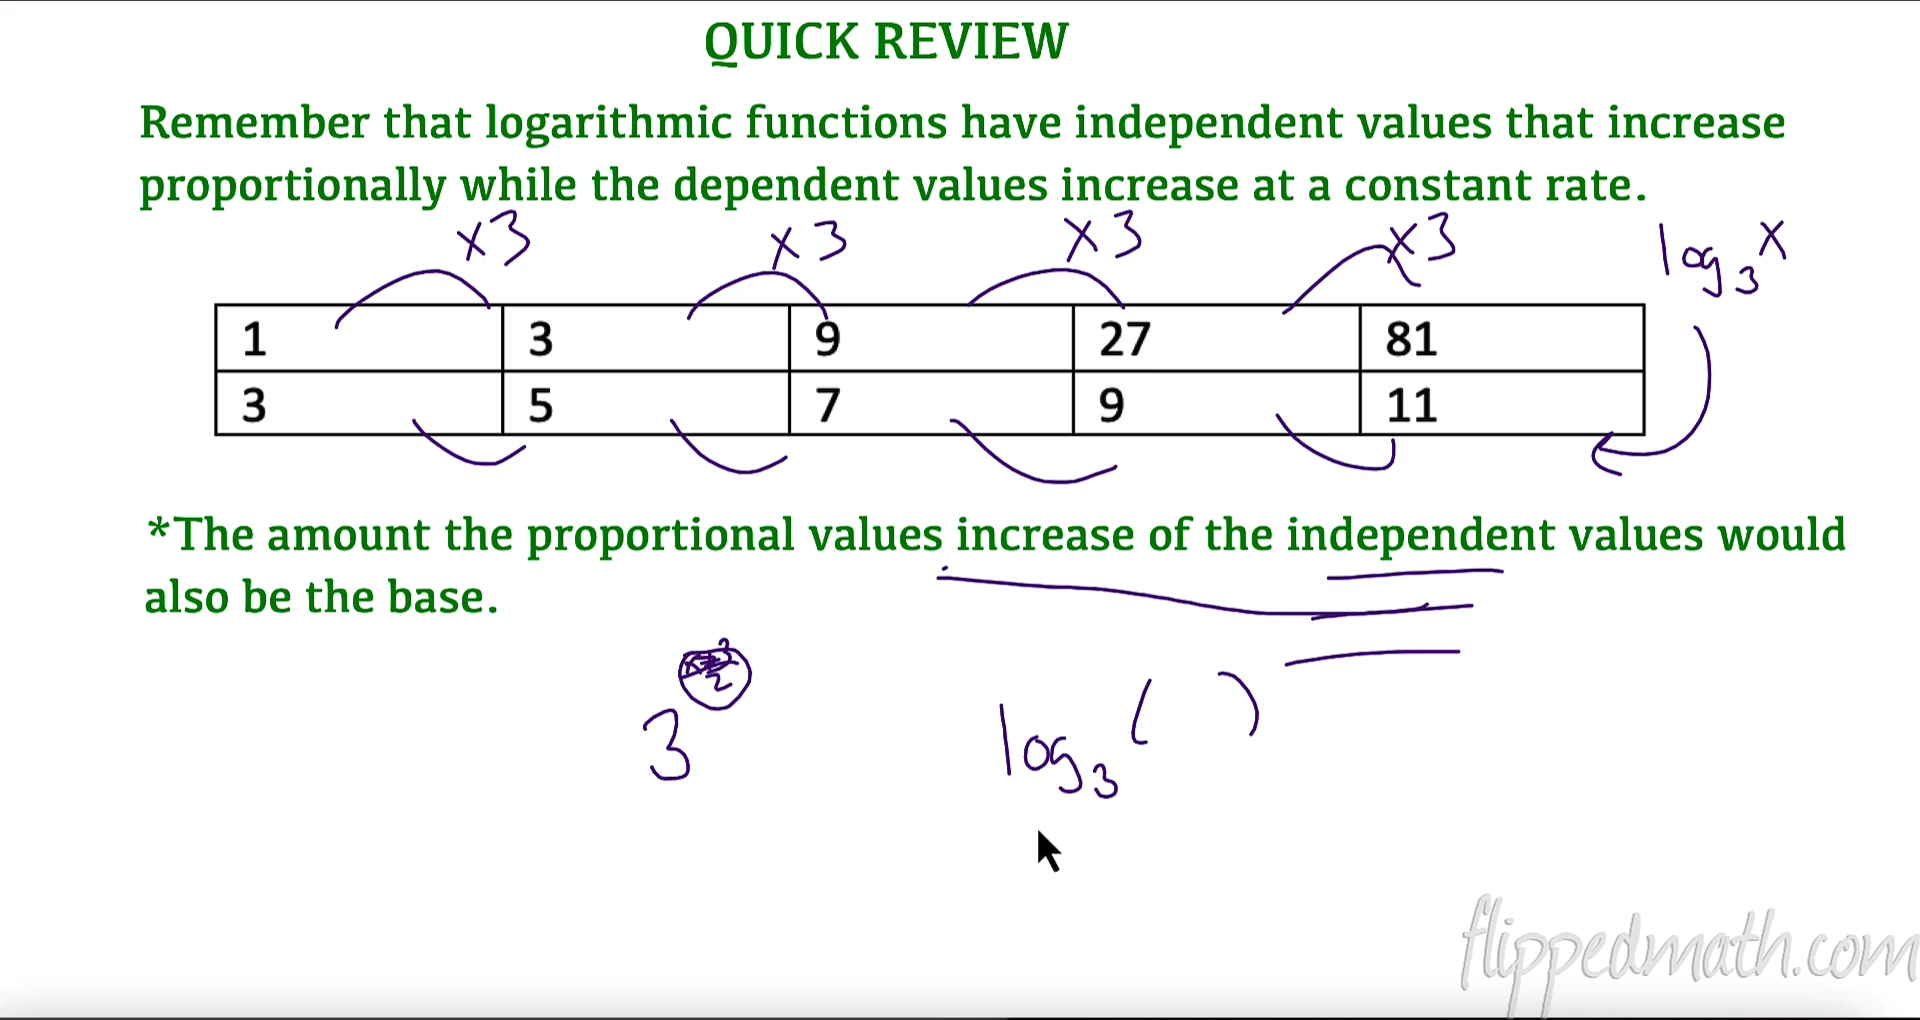 QUICK REVIEW
Remember that logarithmic functions have independent values that increase
proportionally while the dependent values increase at a constant rate.
x3 x3 x3 x3 log₃x
1 3 9 27 81
3 5 7 9 11
*The amount the proportional values increase of the independent values would
also be the base.
3² log₃( )
flippedmath.com